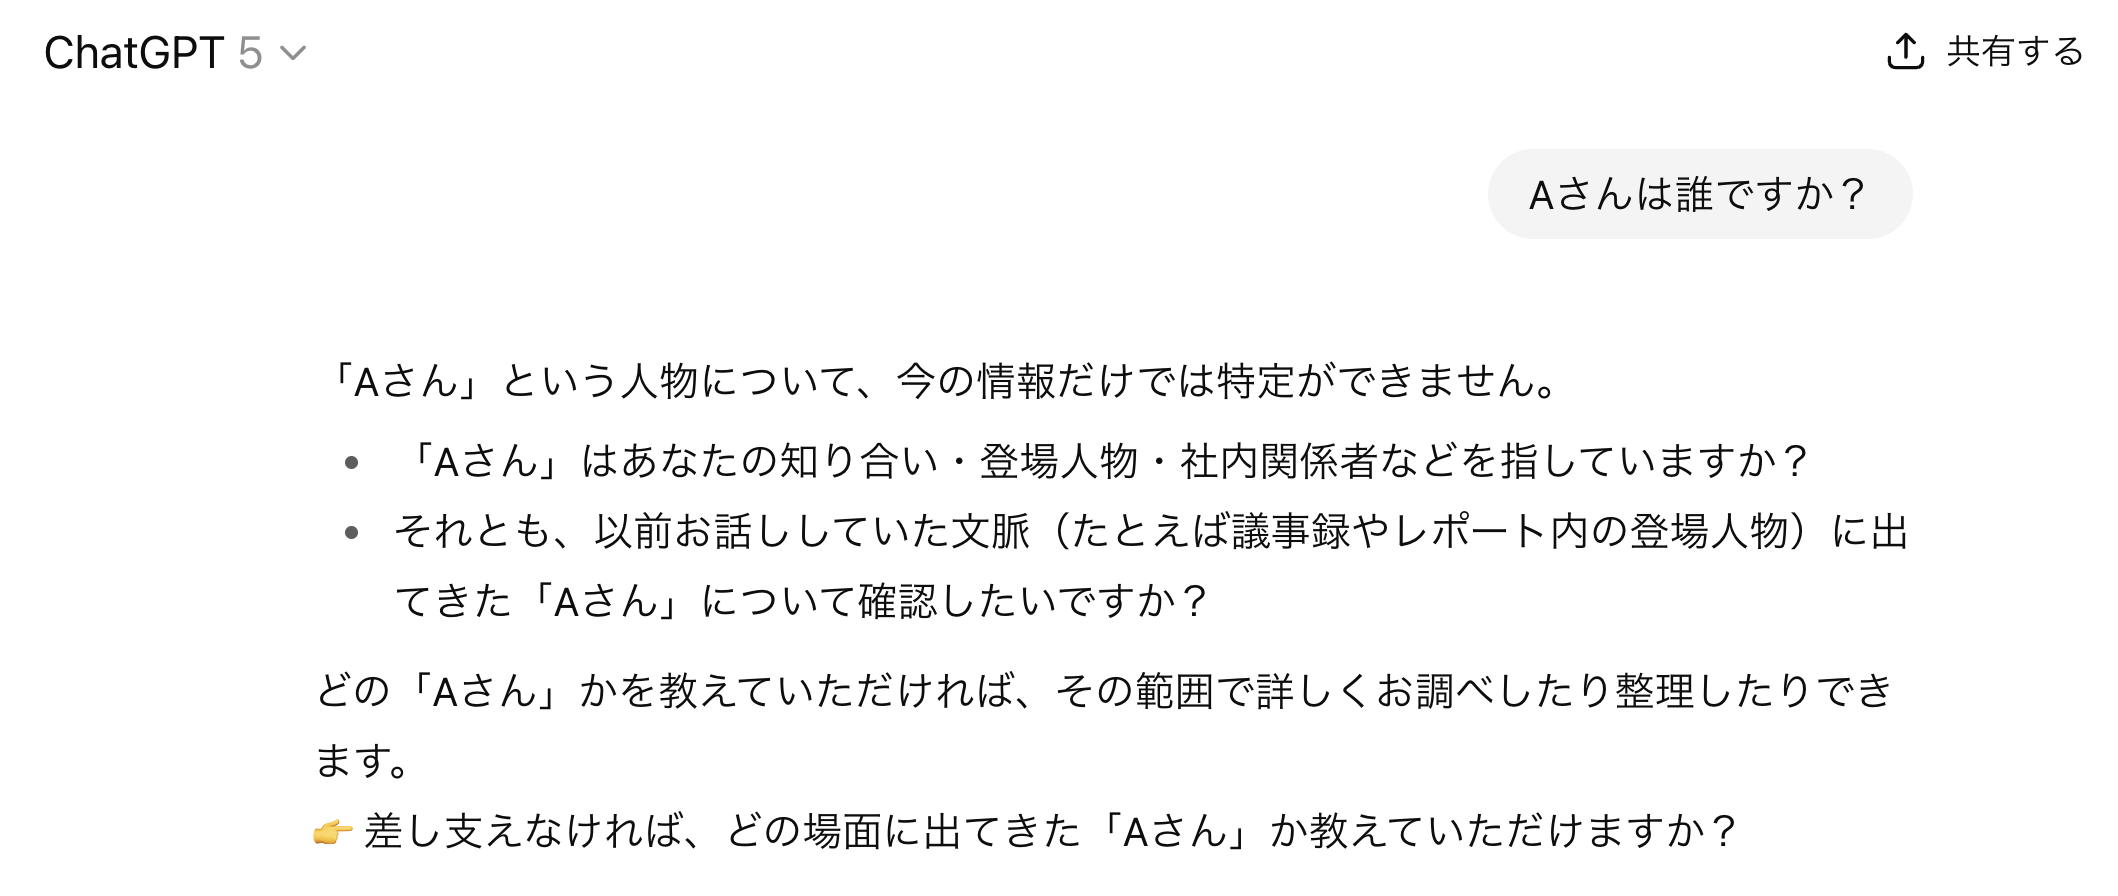 ChatGPT 5
共有する
Aさんは誰ですか？
「Aさん」という人物について、今の情報だけでは特定ができません。
• 「Aさん」はあなたの知り合い・登場人物・社内関係者などを指していますか？
• それとも、以前お話ししていた文脈（たとえば議事録やレポート内の登場人物）に出
てきた「Aさん」について確認したいですか？
どの「Aさん」かを教えていただければ、その範囲で詳しくお調べしたり整理したりでき
ます。
👉 差し支えなければ、どの場面に出てきた「Aさん」か教えていただけますか？